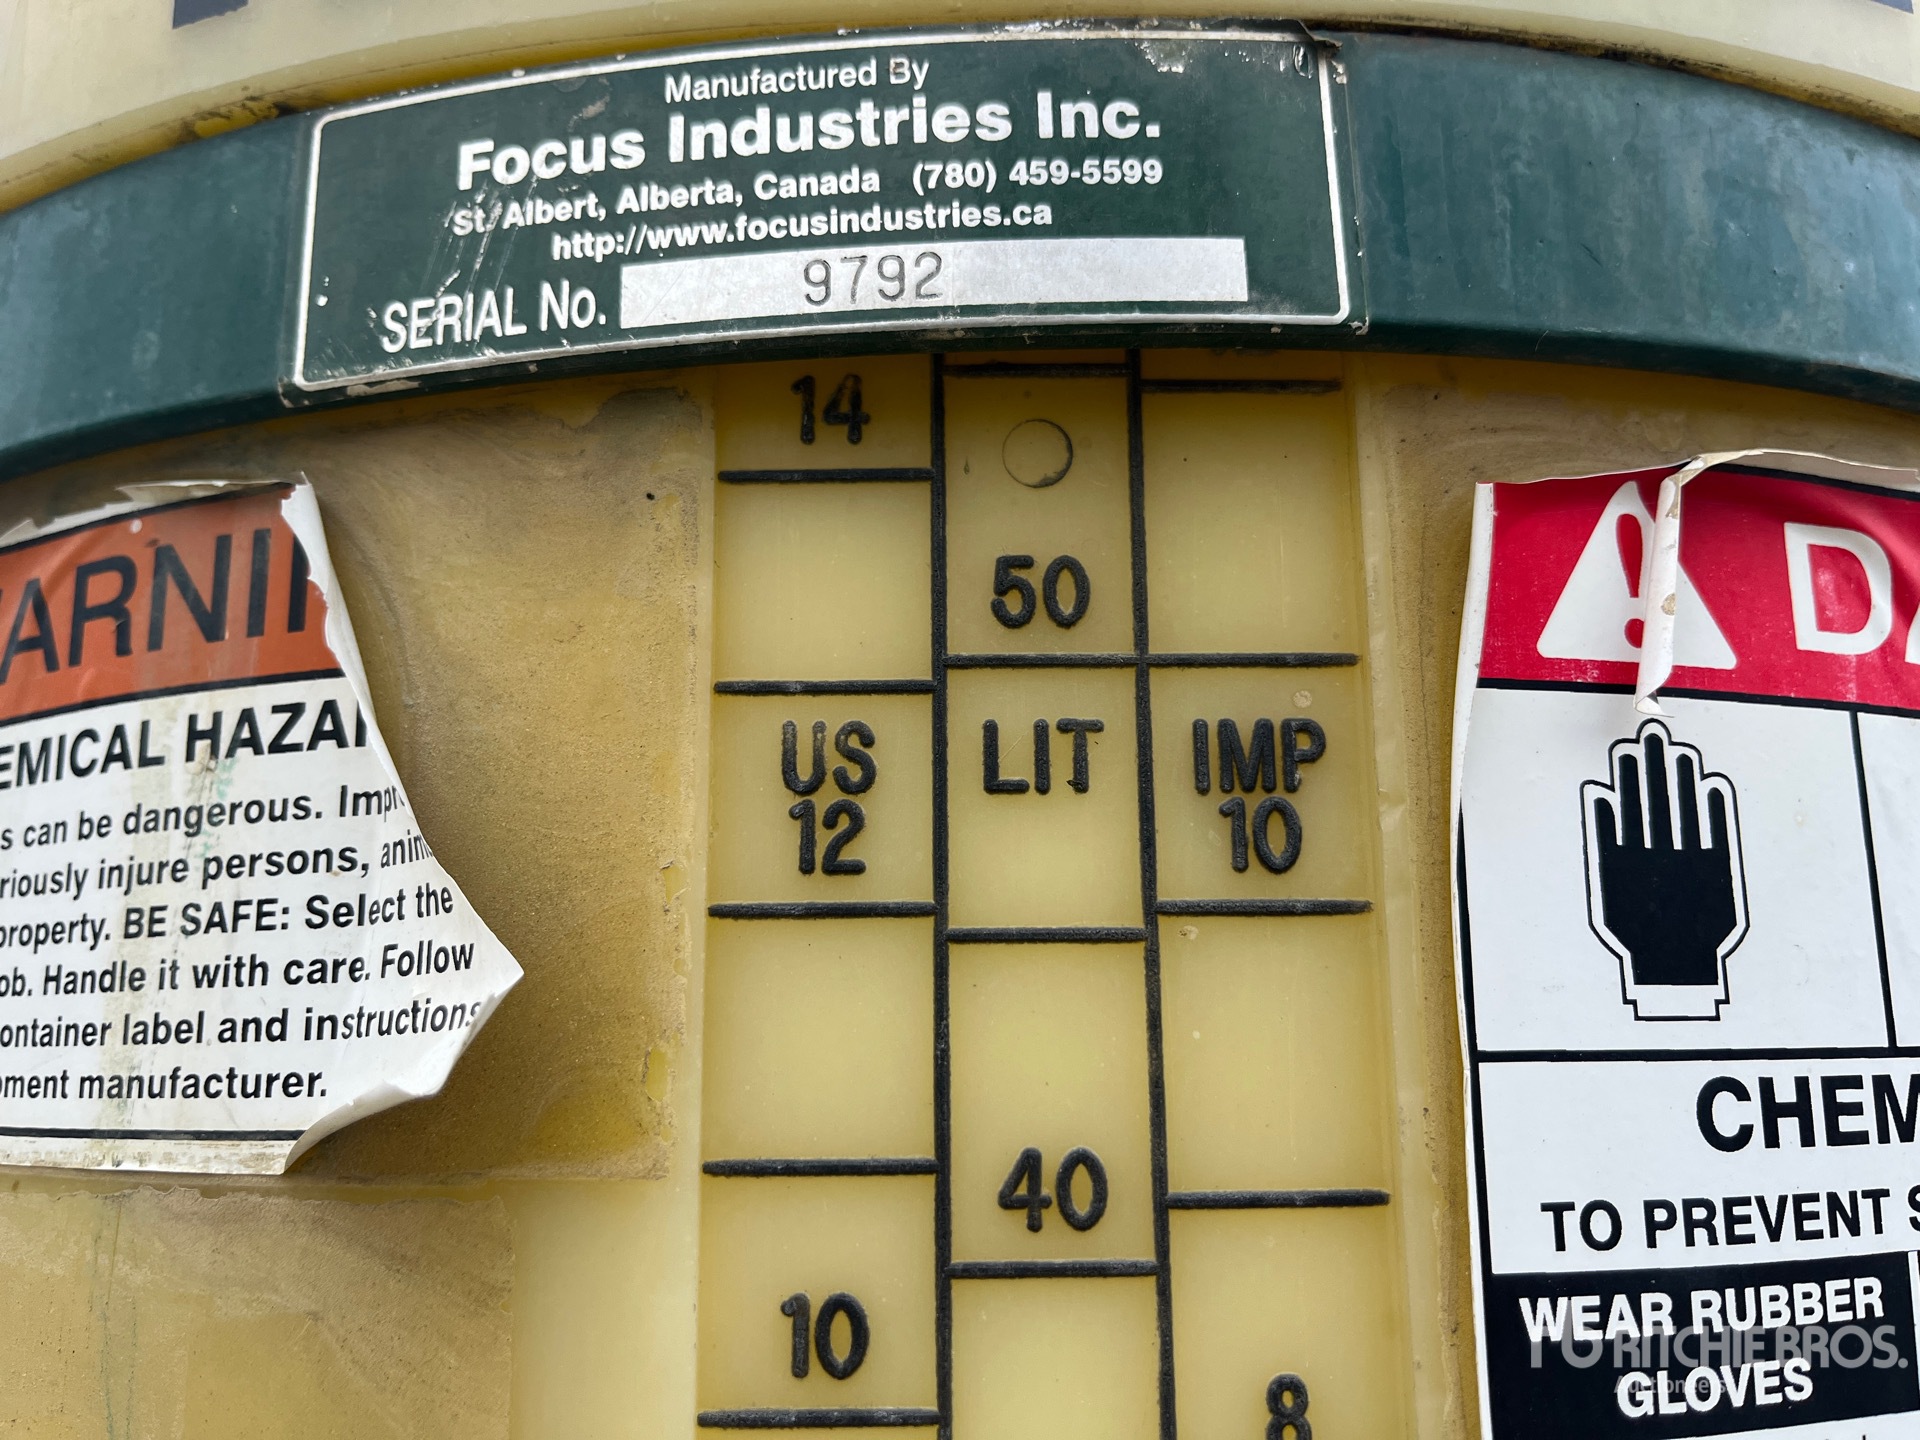 Manufactured By
Focus Industries Inc.
St. Albert, Alberta, Canada (780) 459-5599
http://www.focusindustries.ca
SERIAL No. 9792
14
50
US LIT IMP
12 10
40
10
8
ARNI
EMICAL HAZA
s can be dangerous. Impr
riously injure persons, anim
property. BE SAFE: Select the
ob. Handle it with care. Follow
ontainer label and instructions
ment manufacturer.
D
CHEM
TO PREVENT S
WEAR RUBBER
GLOVES
RITCHIE BROS.
Auctioneers